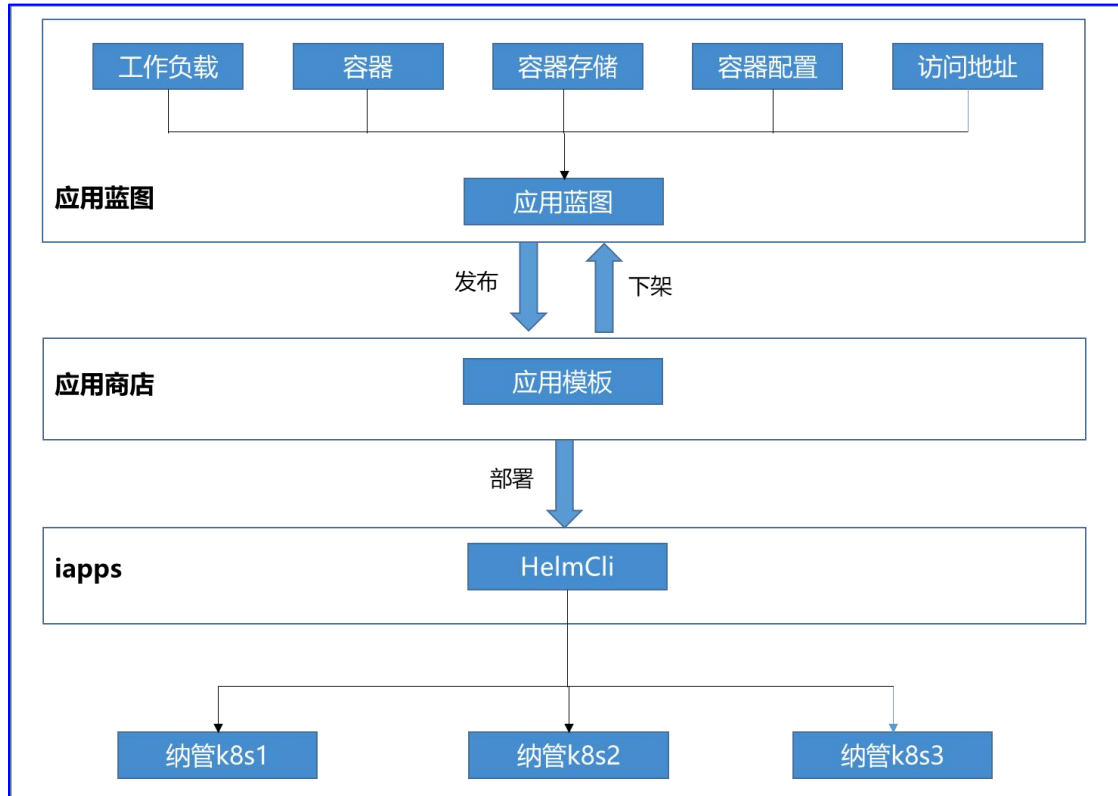 工作负载
容器
容器存储
容器配置
访问地址
应用蓝图
应用蓝图
发布
下架
应用商店
应用模板
部署
iapps
HelmCli
纳管k8s1
纳管k8s2
纳管k8s3